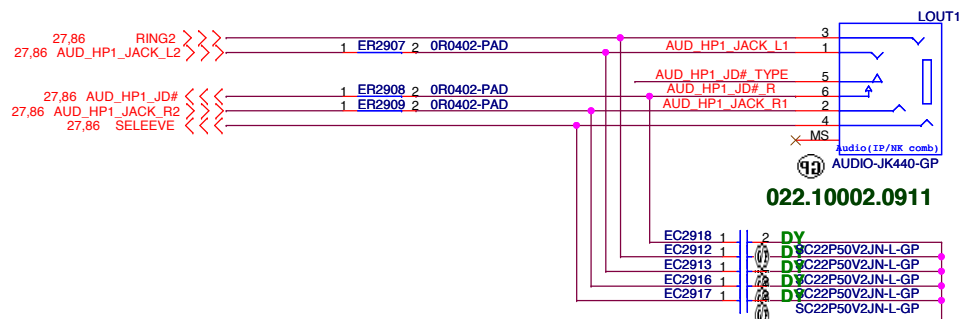 LOUT1
27,86 RING2 3
27,86 AUD_HP1_JACK_L2 1 ER2907 2 0R0402-PAD AUD_HP1_JACK_L1 1
AUD_HP1_JD#_TYPE 5
27,86 AUD_HP1_JD# 1 ER2908 2 0R0402-PAD AUD_HP1_JD#_R 6
27,86 AUD_HP1_JACK_R2 1 ER2909 2 0R0402-PAD AUD_HP1_JACK_R1 2
27,86 SELEEVE 4
MS
Audio(IP/NK comb)
AUDIO-JK440-GP
022.10002.0911
EC2918 1 2 DY
EC2912 1 SC22P50V2JN-L-GP
EC2913 1 DY SC22P50V2JN-L-GP
EC2916 1 DY SC22P50V2JN-L-GP
EC2917 1 DY SC22P50V2JN-L-GP
SC22P50V2JN-L-GP